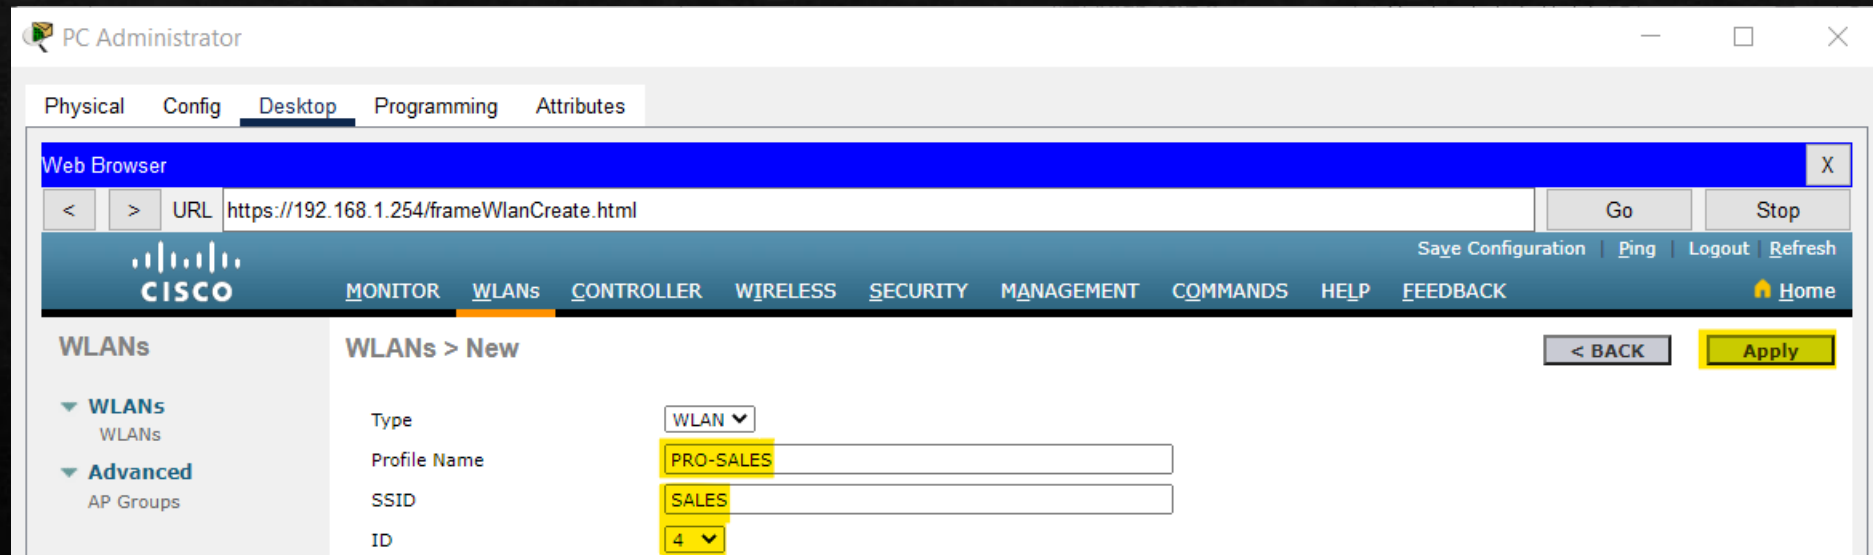 PC Administrator
Physical Config Desktop Programming Attributes
Web Browser X
< > URL https://192.168.1.254/frameWlanCreate.html Go Stop
Save Configuration | Ping | Logout | Refresh
CISCO MONITOR WLANs CONTROLLER WIRELESS SECURITY MANAGEMENT COMMANDS HELP FEEDBACK Home
WLANs WLANs > New < BACK Apply
WLANs
WLANs
Advanced
AP Groups
Type WLAN
Profile Name PRO-SALES
SSID SALES
ID 4